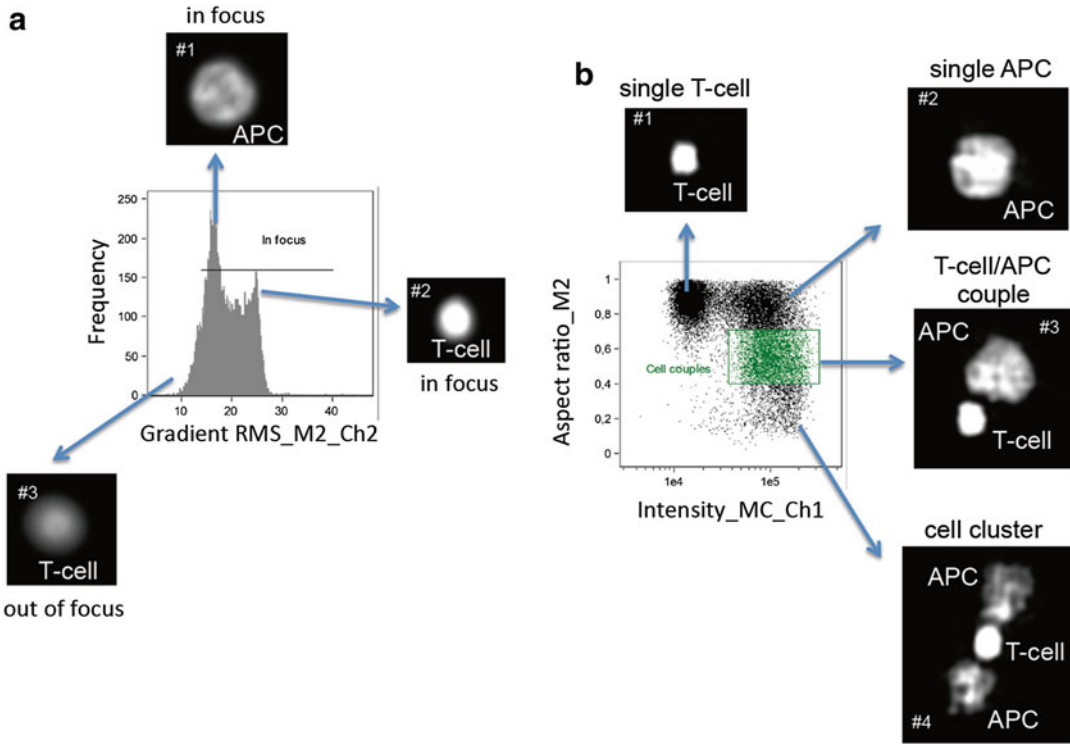 a
in focus
#1
APC
Frequency
250
200
150
100
50
0
In focus
10 20 30 40
Gradient RMS_M2_Ch2
#2
T-cell
in focus
#3
T-cell
out of focus
b
single T-cell
#1
T-cell
single APC
#2
APC
T-cell/APC
couple
APC
#3
T-cell
Aspect ratio_M2
1
0,8
0,6
0,4
0,2
0
Cell couples
1e4 1e5
Intensity_MC_Ch1
cell cluster
APC
T-cell
#4
APC